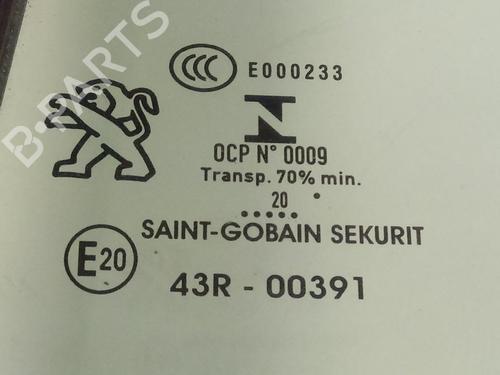 B-PARTS
CCC E000233
N
OCP N° 0009
Transp. 70% min.
20
SAINT-GOBAIN SEKURIT
E20
43R - 00391